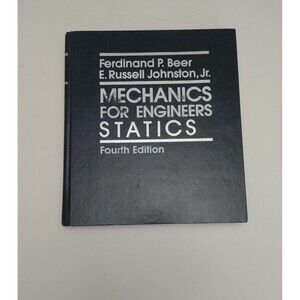 Ferdinand P. Beer
E. Russell Johnston, Jr.
MECHANICS
FOR ENGINEERS
STATICS
Fourth Edition